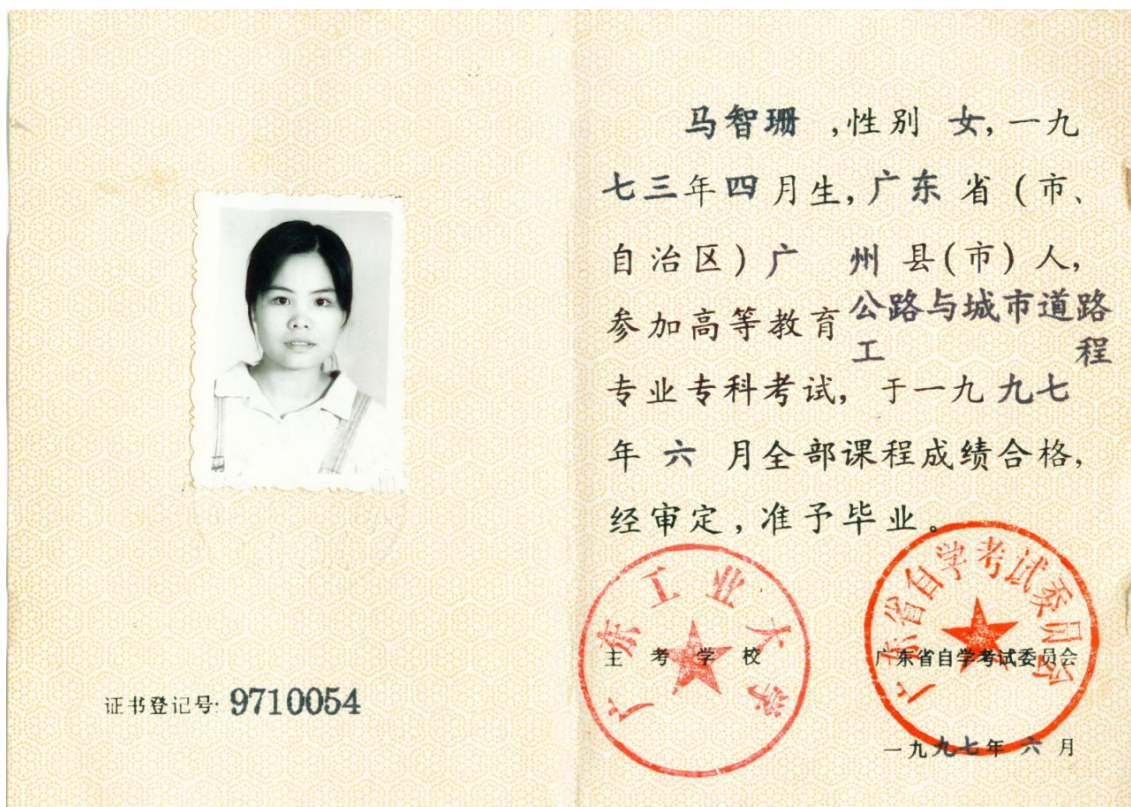 马智珊 ,性别 女,一九
七三年四月生,广东省(市、
自治区)广 州县(市)人,
参加高等教育公路与城市道路
工 程
专业专科考试, 于一九九七
年 六 月全部课程成绩合格,
经审定,准予毕业。
广东工业大学
主考学校
广东省自学考试委员会
广东省自学考试委员会
一九九七年 六 月
证书登记号: 9710054